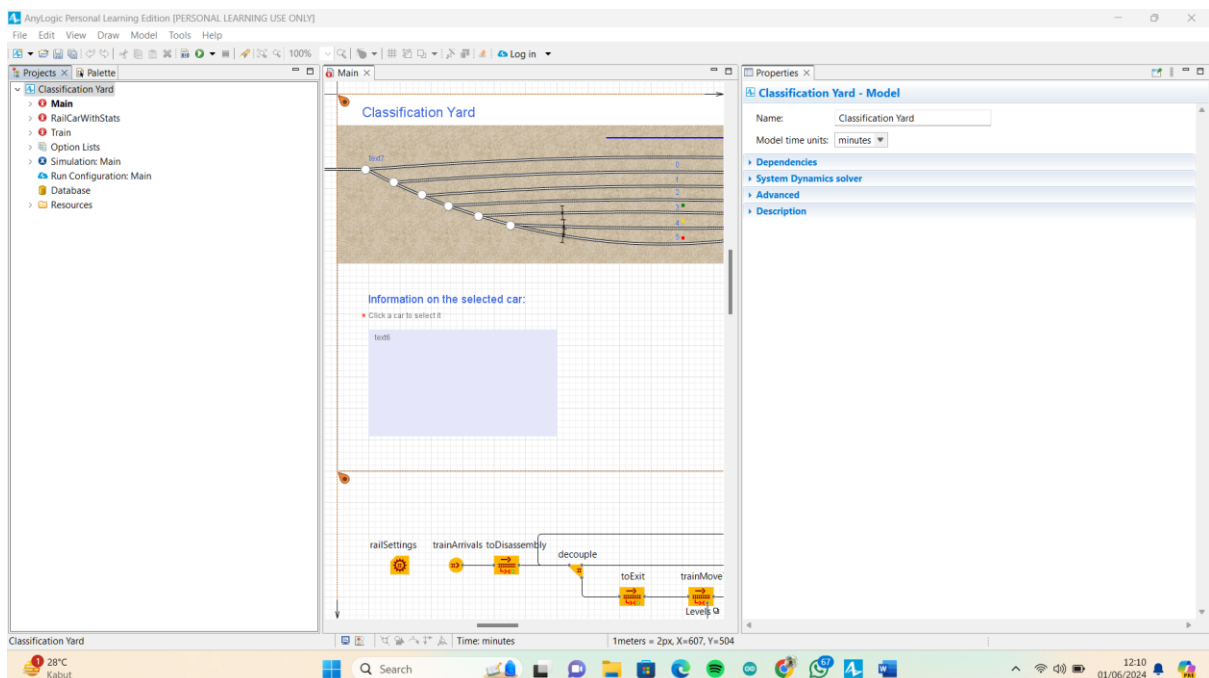 AnyLogic Personal Learning Edition [PERSONAL LEARNING USE ONLY]
File Edit View Draw Model Tools Help
100% Log in
Projects Palette
Classification Yard
Main
RailCarWithStats
Train
Option Lists
Simulation: Main
Run Configuration: Main
Database
Resources
Main
Classification Yard
text7
0
1
2
3
4
5
Information on the selected car:
Click a car to select it
text6
railSettings trainArrivals toDisassembly
decouple
toExit trainMove
Levels
Properties
Classification Yard - Model
Name: Classification Yard
Model time units: minutes
Dependencies
System Dynamics solver
Advanced
Description
Classification Yard Time: minutes 1meters = 2px, X=607, Y=504
1 28°C
Kabut
Search
67
12:10
01/06/2024
PRE